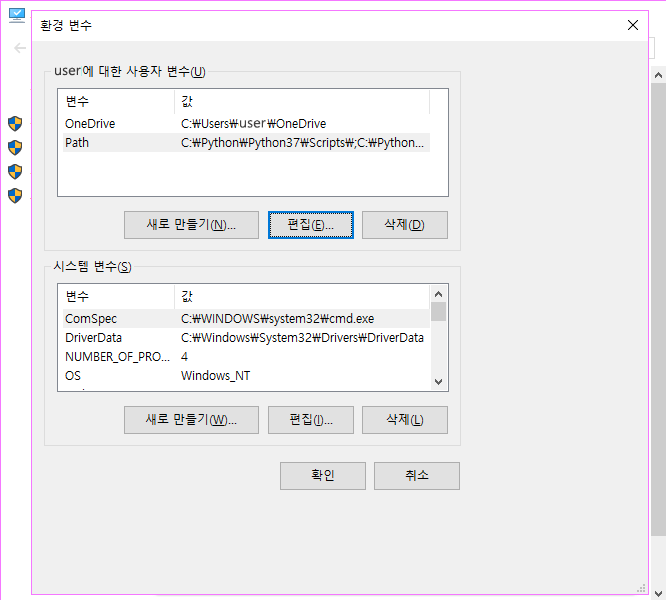 환경 변수
user에 대한 사용자 변수(U)
변수 값
OneDrive C:₩Users₩user₩OneDrive
Path C:₩Python₩Python37₩Scripts₩;C:₩Python...
새로 만들기(N)... 편집(E)... 삭제(D)
시스템 변수(S)
변수 값
ComSpec C:₩WINDOWS₩system32₩cmd.exe
DriverData C:₩Windows₩System32₩Drivers₩DriverData
NUMBER_OF_PRO... 4
OS Windows_NT
새로 만들기(W)... 편집(I)... 삭제(L)
확인 취소